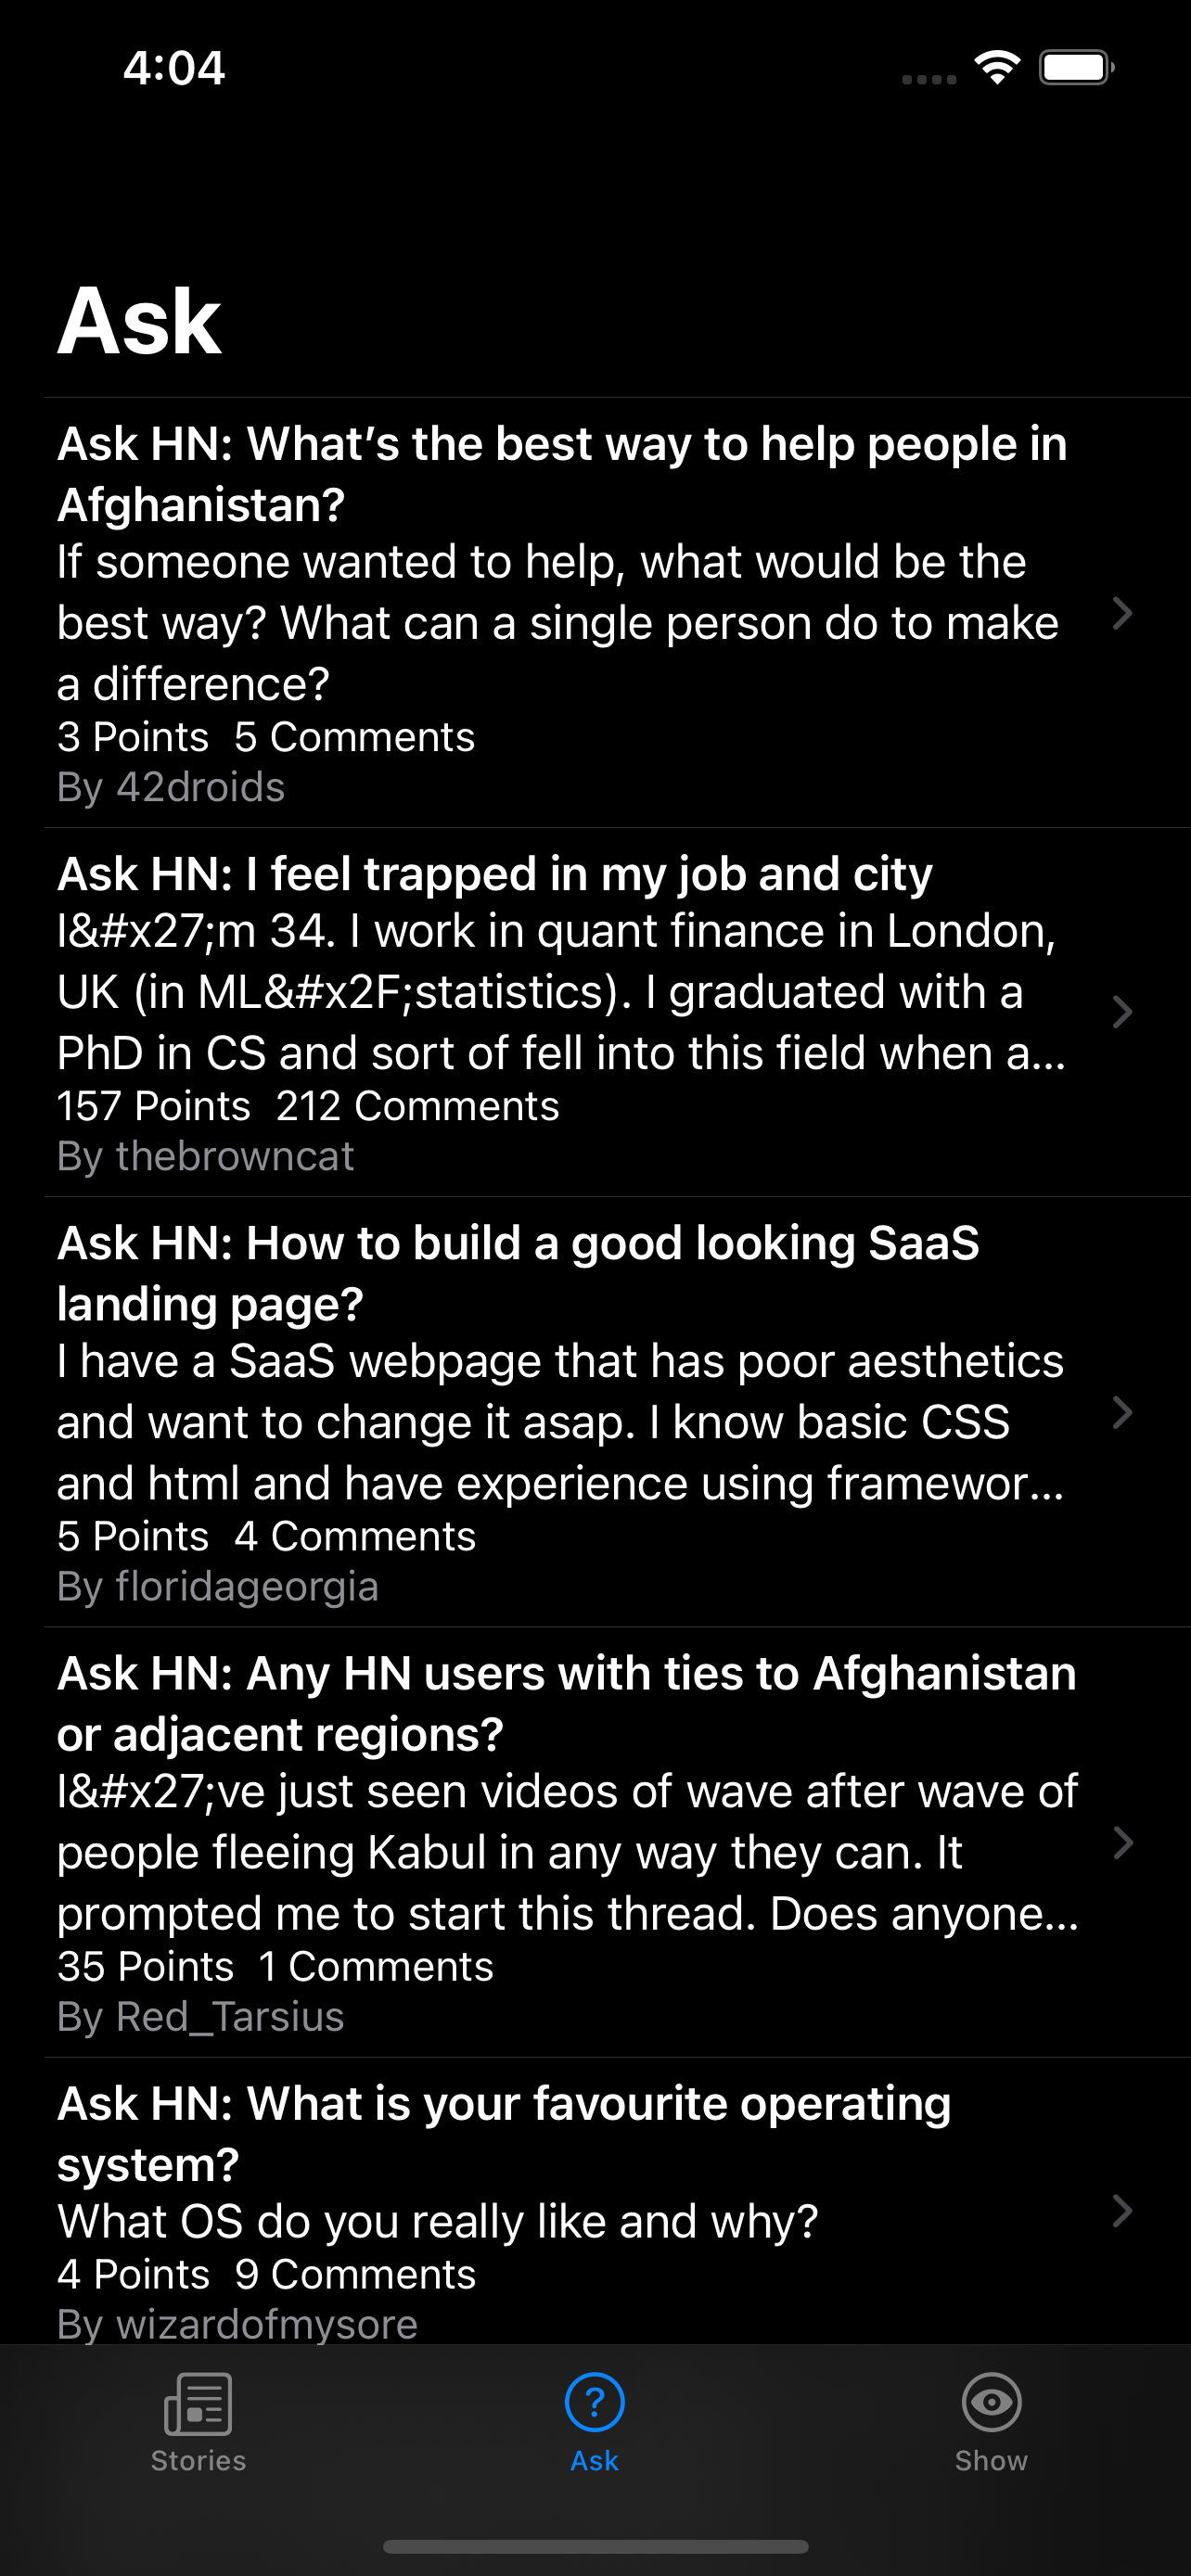 4:04
Ask
Ask HN: What’s the best way to help people in
Afghanistan?
If someone wanted to help, what would be the
best way? What can a single person do to make
a difference?
3 Points  5 Comments
By 42droids
Ask HN: I feel trapped in my job and city
I&#x27;m 34. I work in quant finance in London,
UK (in ML&#x2F;statistics). I graduated with a
PhD in CS and sort of fell into this field when a...
157 Points  212 Comments
By thebrowncat
Ask HN: How to build a good looking SaaS
landing page?
I have a SaaS webpage that has poor aesthetics
and want to change it asap. I know basic CSS
and html and have experience using framewor...
5 Points  4 Comments
By floridageorgia
Ask HN: Any HN users with ties to Afghanistan
or adjacent regions?
I&#x27;ve just seen videos of wave after wave of
people fleeing Kabul in any way they can. It
prompted me to start this thread. Does anyone...
35 Points  1 Comments
By Red_Tarsius
Ask HN: What is your favourite operating
system?
What OS do you really like and why?
4 Points  9 Comments
By wizardofmysore
Stories
Ask
Show